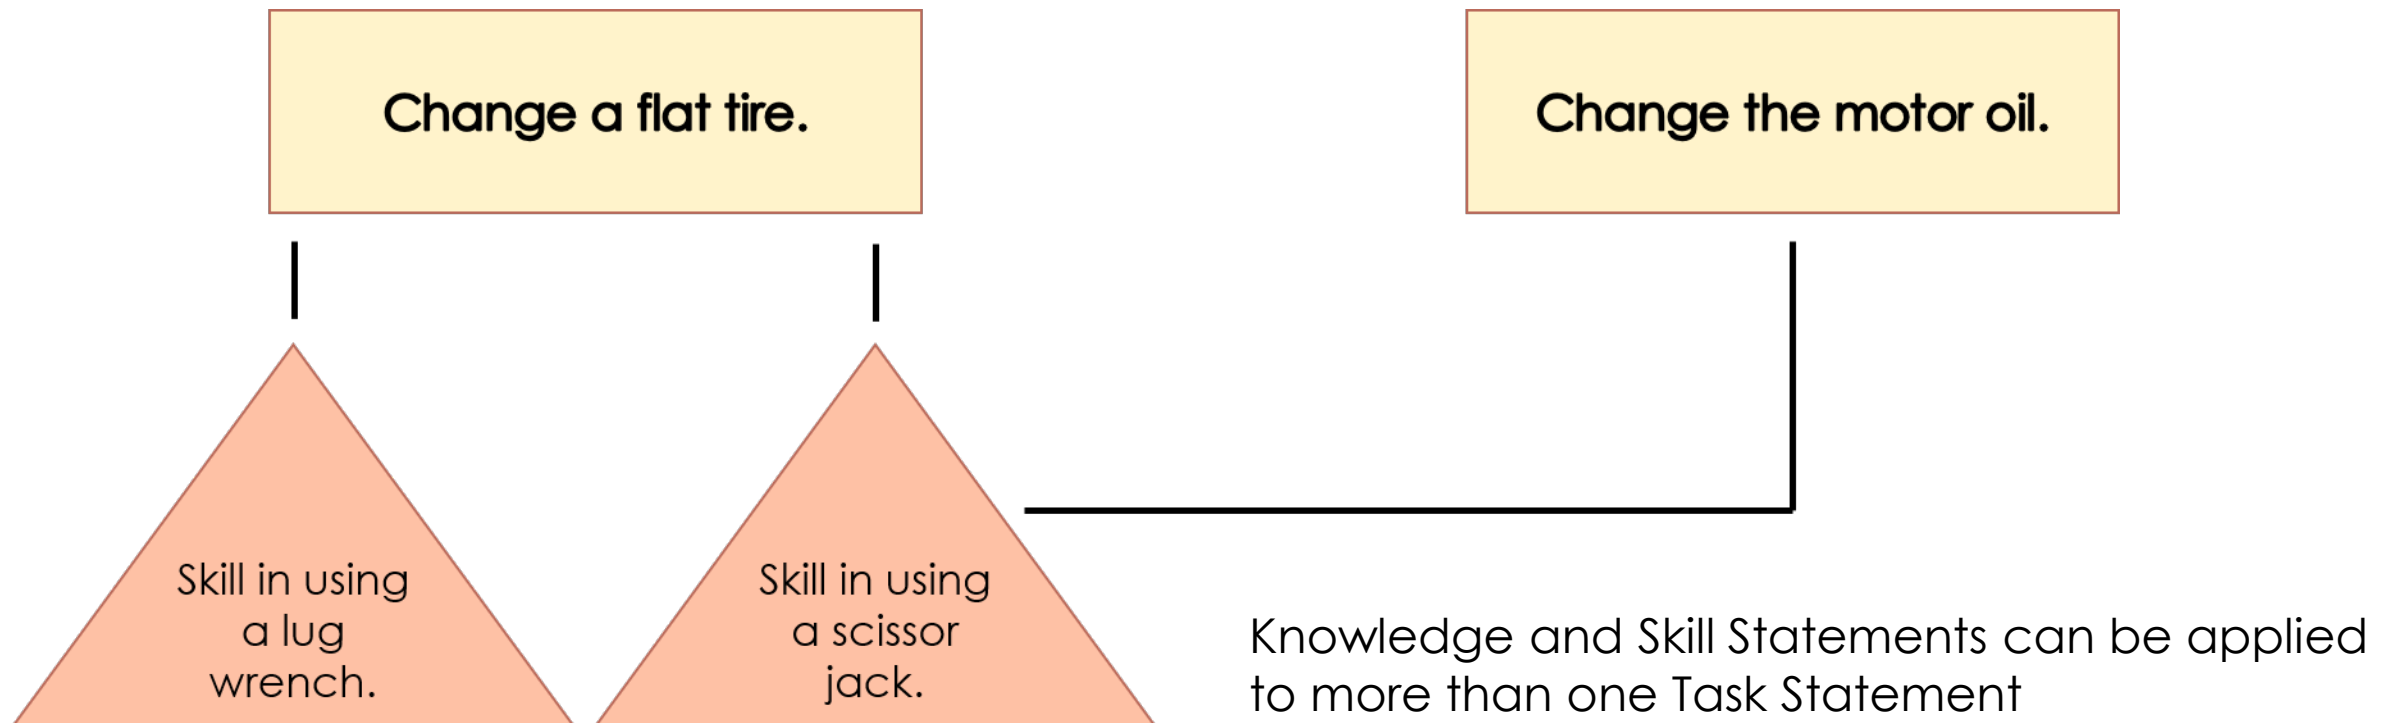 Change a flat tire.
Change the motor oil.
Skill in using
a lug
wrench.
Skill in using
a scissor
jack.
Knowledge and Skill Statements can be applied
to more than one Task Statement